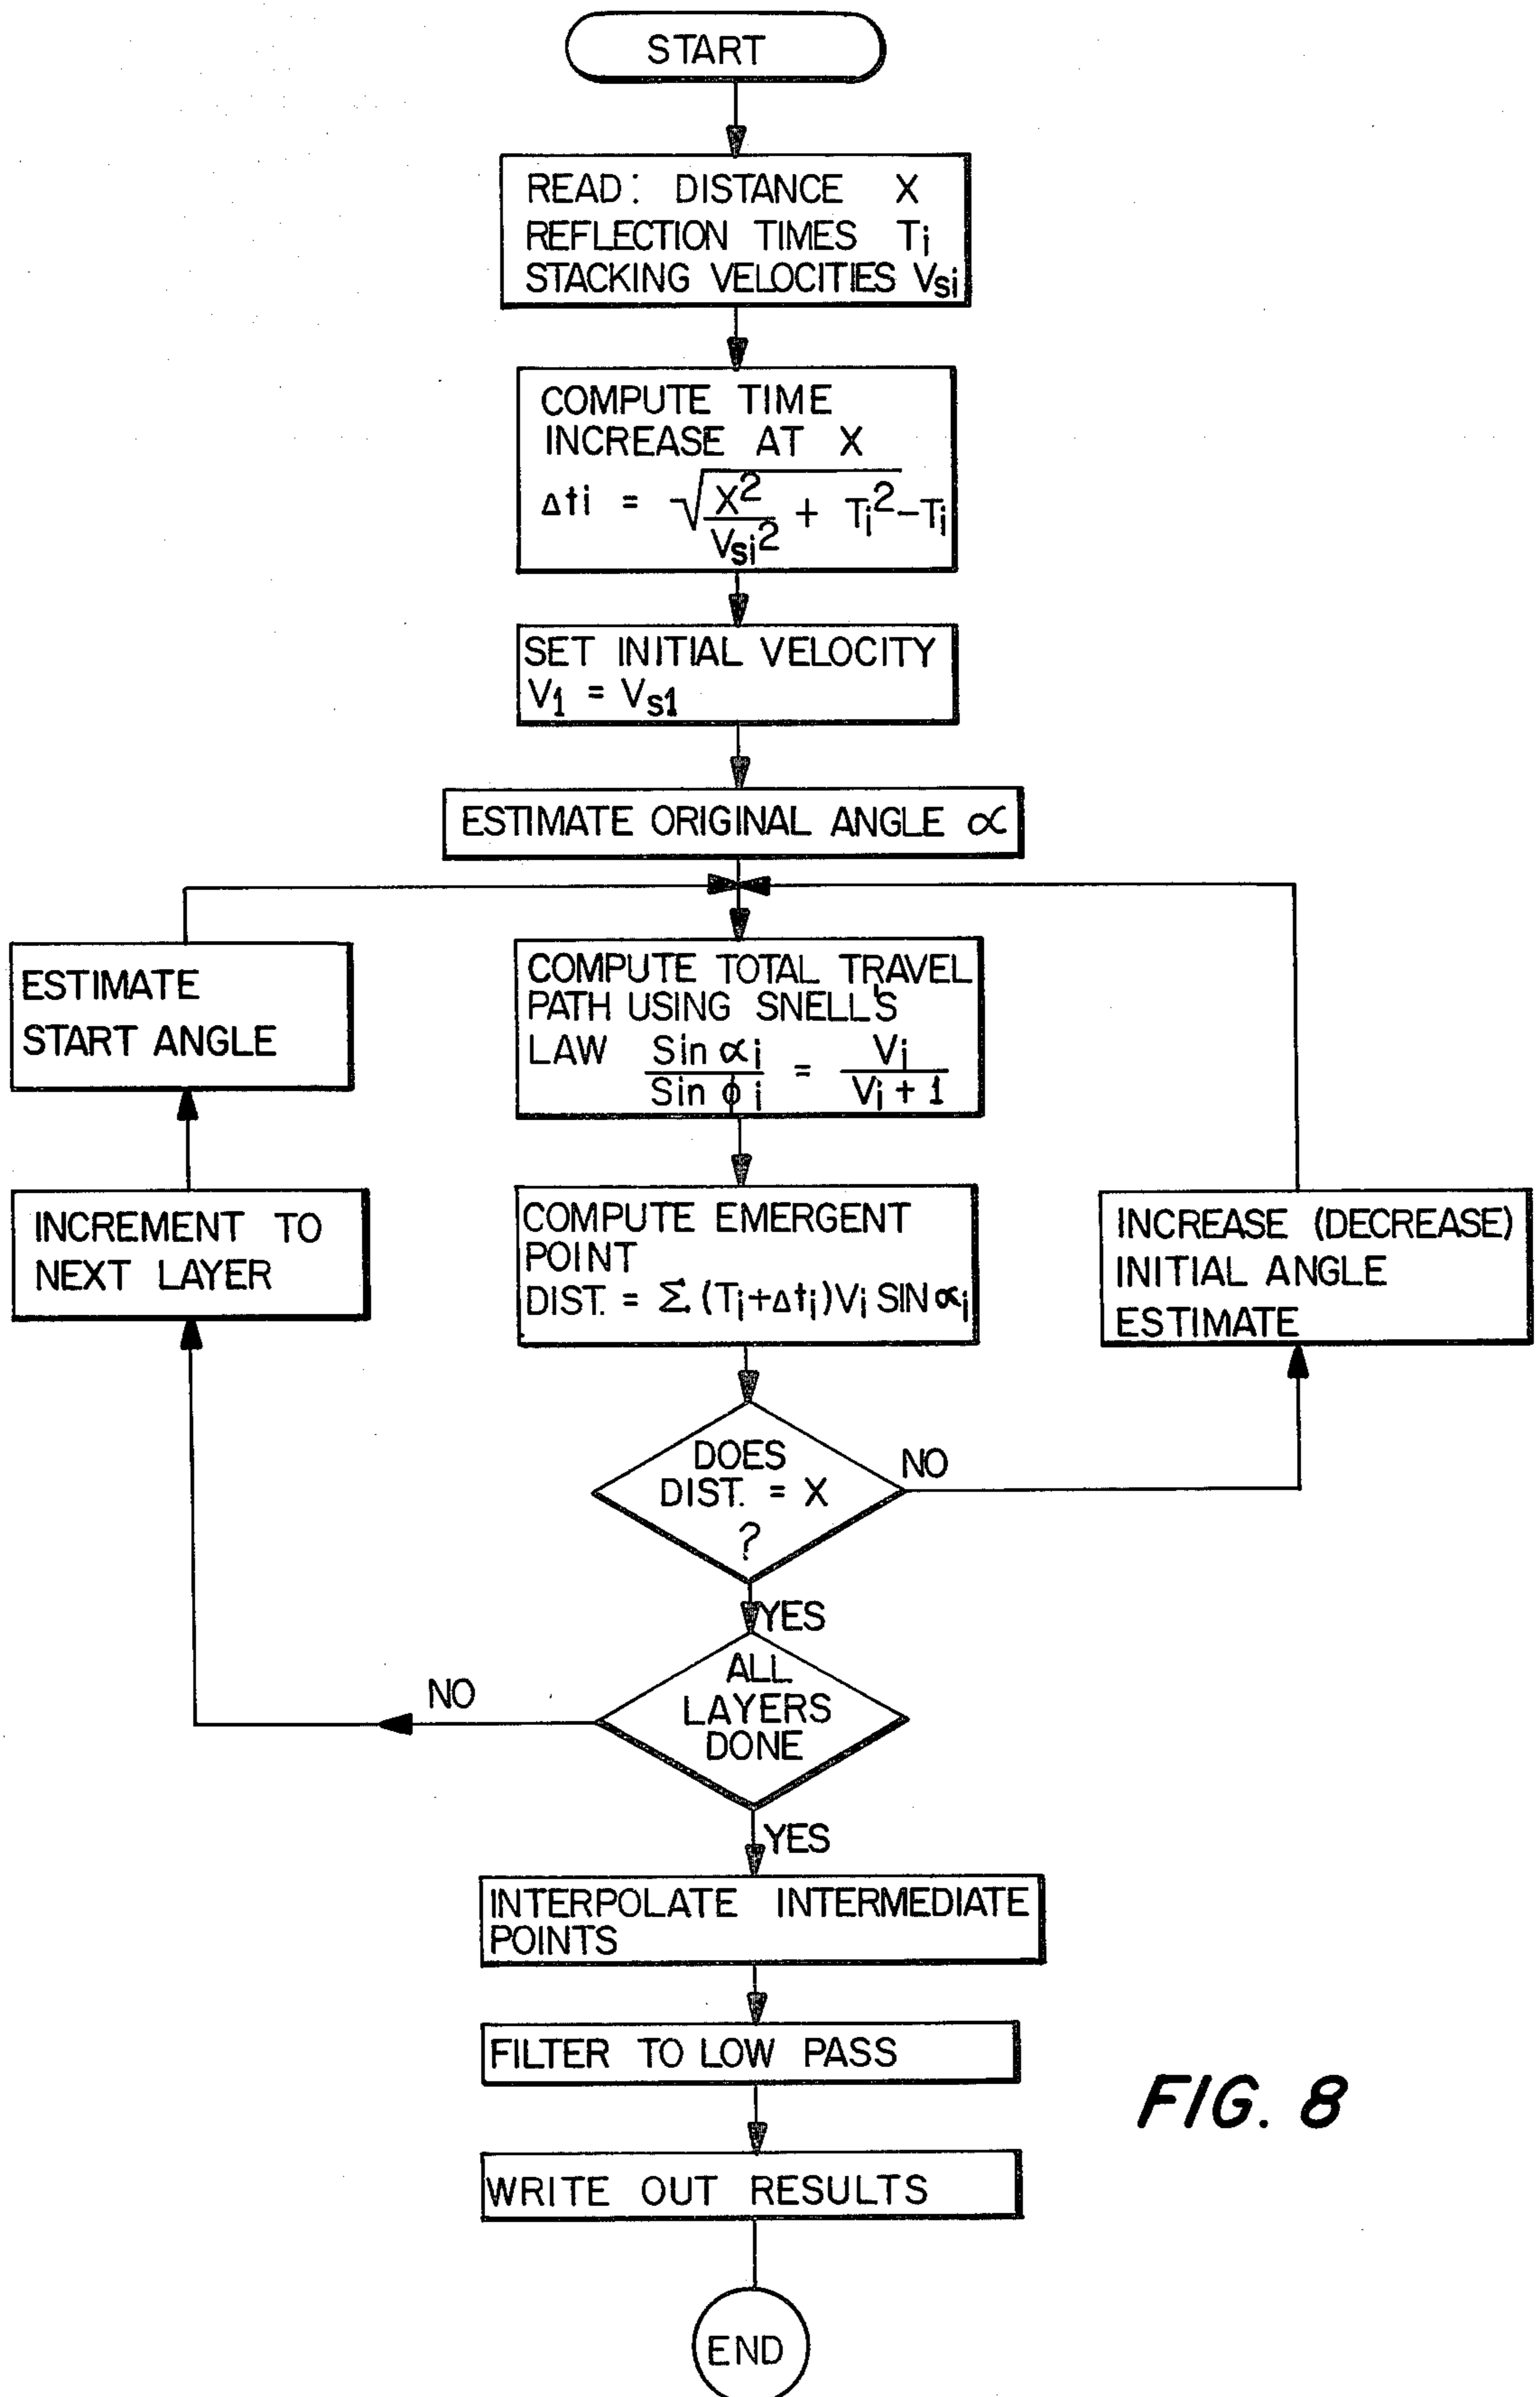 START
READ: DISTANCE X
REFLECTION TIMES Ti
STACKING VELOCITIES Vsi
COMPUTE TIME
INCREASE AT X
Δti = √(X²/Vsi² + Ti²) - Ti
SET INITIAL VELOCITY
V1 = Vs1
ESTIMATE ORIGINAL ANGLE ∝
ESTIMATE
START ANGLE
COMPUTE TOTAL TRAVEL
PATH USING SNELL'S
LAW Sin ∝i / Sin ϕi = Vi / Vi + 1
INCREMENT TO
NEXT LAYER
COMPUTE EMERGENT
POINT
DIST. = Σ (Ti+Δti)Vi SIN ∝i
INCREASE (DECREASE)
INITIAL ANGLE
ESTIMATE
DOES
DIST. = X
?
NO
YES
ALL
LAYERS
DONE
NO
YES
INTERPOLATE INTERMEDIATE
POINTS
FILTER TO LOW PASS
WRITE OUT RESULTS
END
FIG. 8